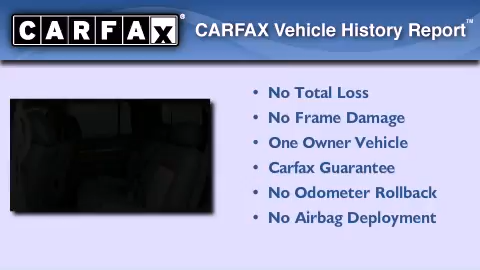 CARFAX® CARFAX Vehicle History Report™
• No Total Loss
• No Frame Damage
• One Owner Vehicle
• Carfax Guarantee
• No Odometer Rollback
• No Airbag Deployment